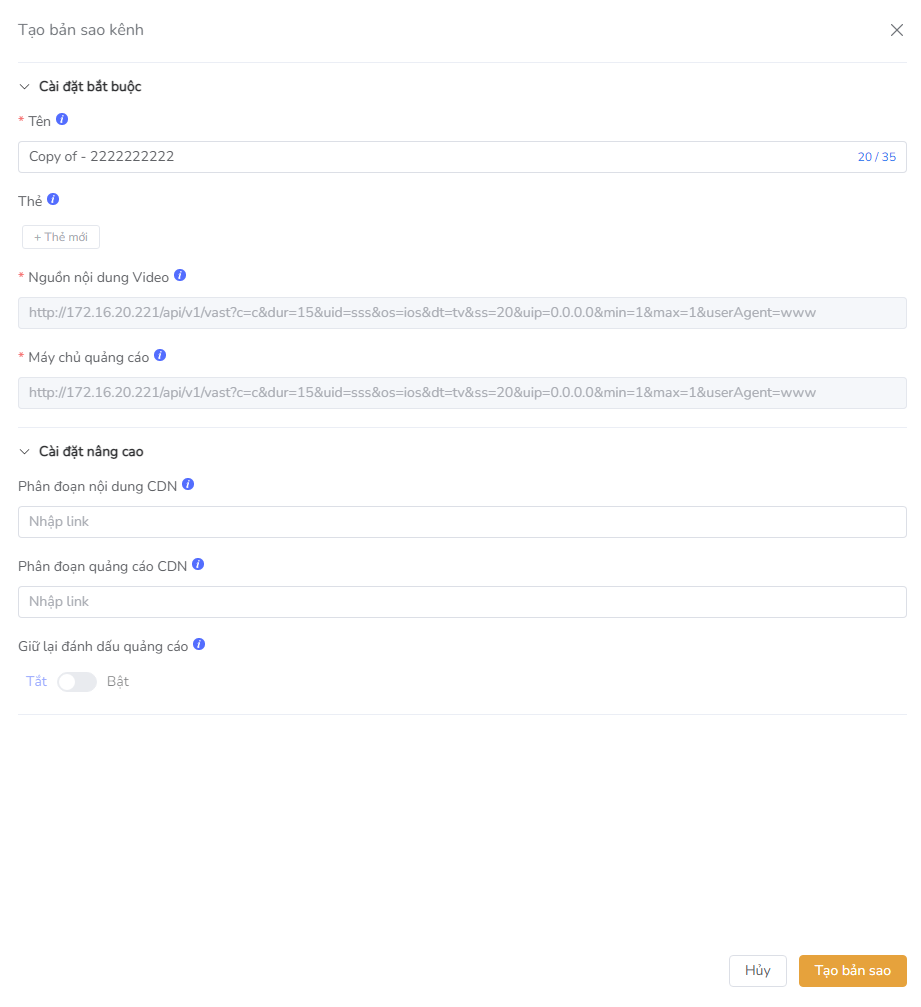 Tạo bản sao kênh
Cài đặt bắt buộc
* Tên
Copy of - 2222222222
20 / 35
Thẻ
+ Thẻ mới
* Nguồn nội dung Video
http://172.16.20.221/api/v1/vast?c=c&dur=15&uid=sss&os=ios&dt=tv&ss=20&uip=0.0.0.0&min=1&max=1&userAgent=www
* Máy chủ quảng cáo
http://172.16.20.221/api/v1/vast?c=c&dur=15&uid=sss&os=ios&dt=tv&ss=20&uip=0.0.0.0&min=1&max=1&userAgent=www
Cài đặt nâng cao
Phân đoạn nội dung CDN
Nhập link
Phân đoạn quảng cáo CDN
Nhập link
Giữ lại đánh dấu quảng cáo
Tắt Bật
Hủy Tạo bản sao